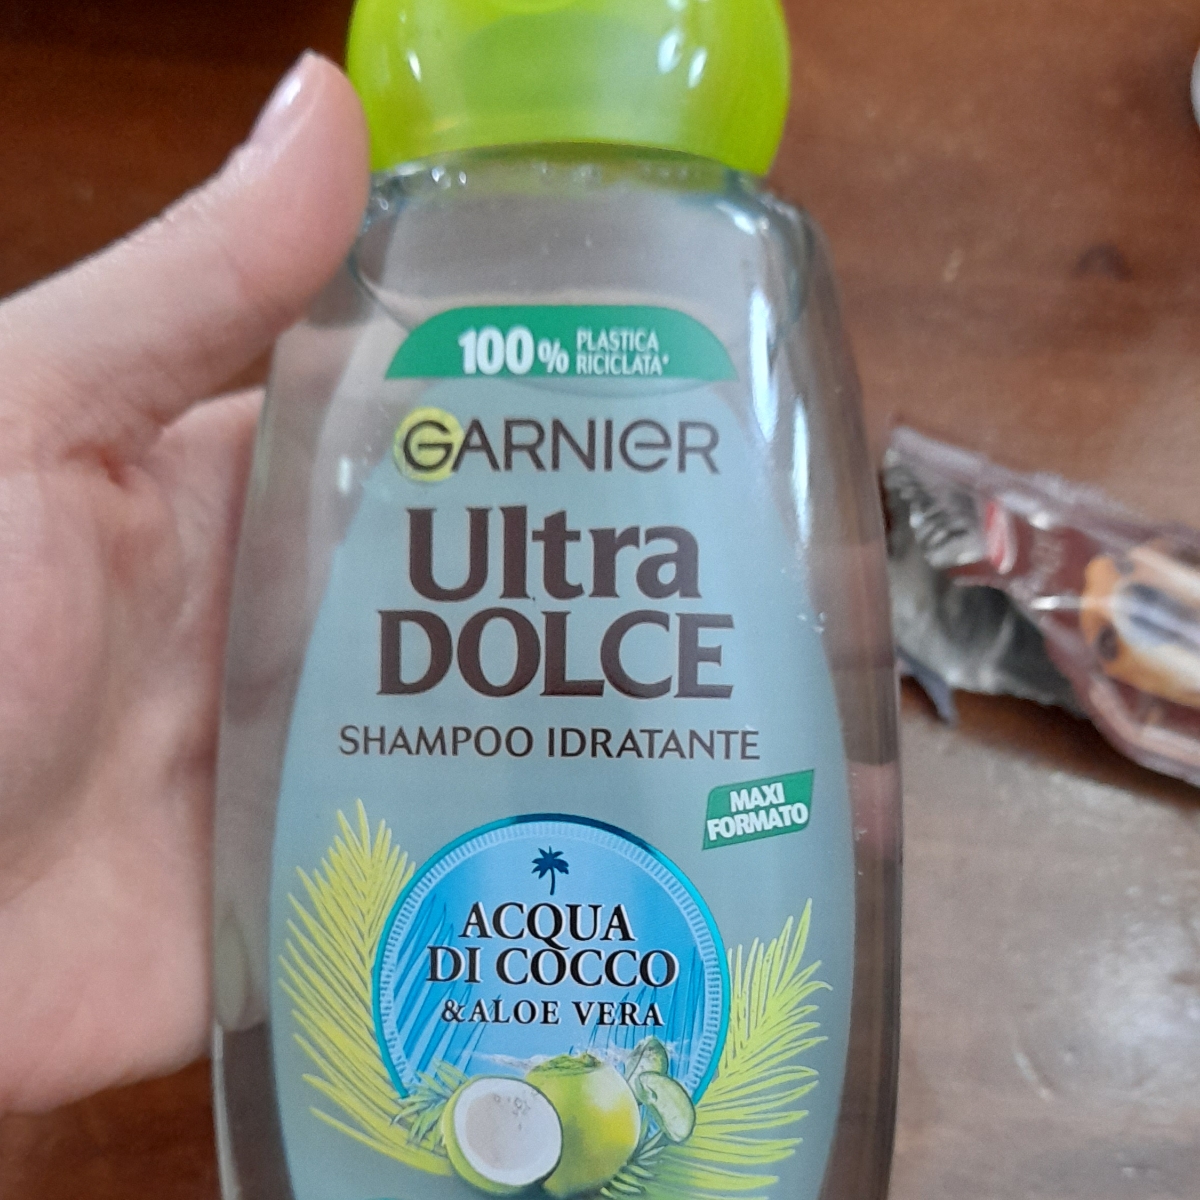 100% PLASTICA
RICICLATA*
GARNIER
Ultra
DOLCE
SHAMPOO IDRATANTE
MAXI
FORMATO
ACQUA
DI COCCO
& ALOE VERA